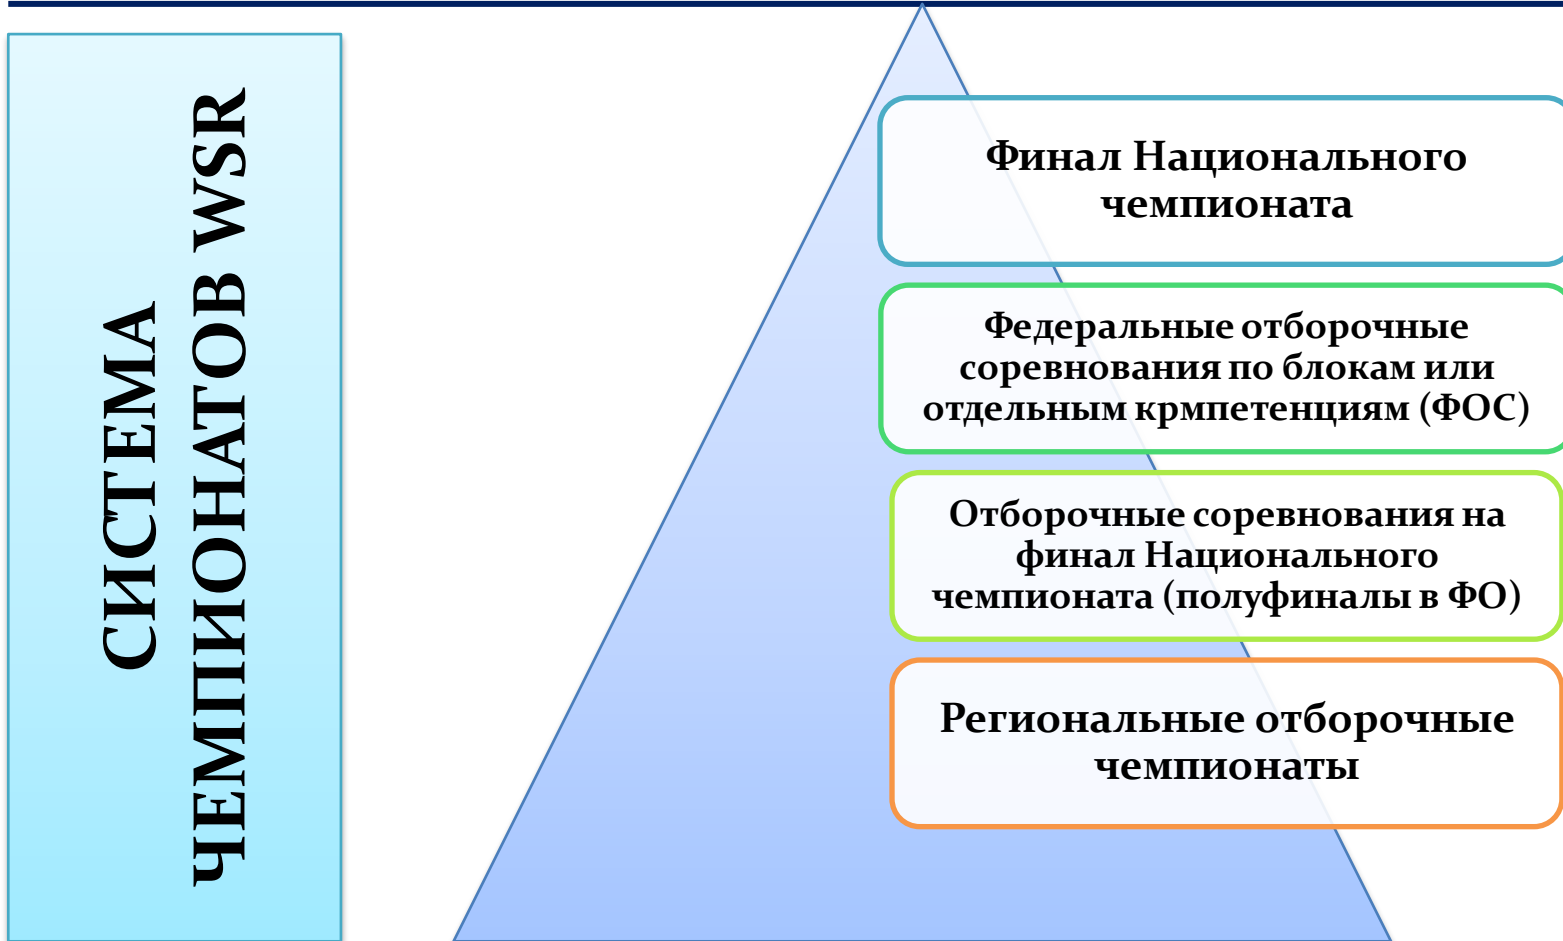 СИСТЕМА
ЧЕМПИОНАТОВ WSR
Финал Национального
чемпионата
Федеральные отборочные
соревнования по блокам или
отдельным крмпетенциям (ФОС)
Отборочные соревнования на
финал Национального
чемпионата (полуфиналы в ФО)
Региональные отборочные
чемпионаты